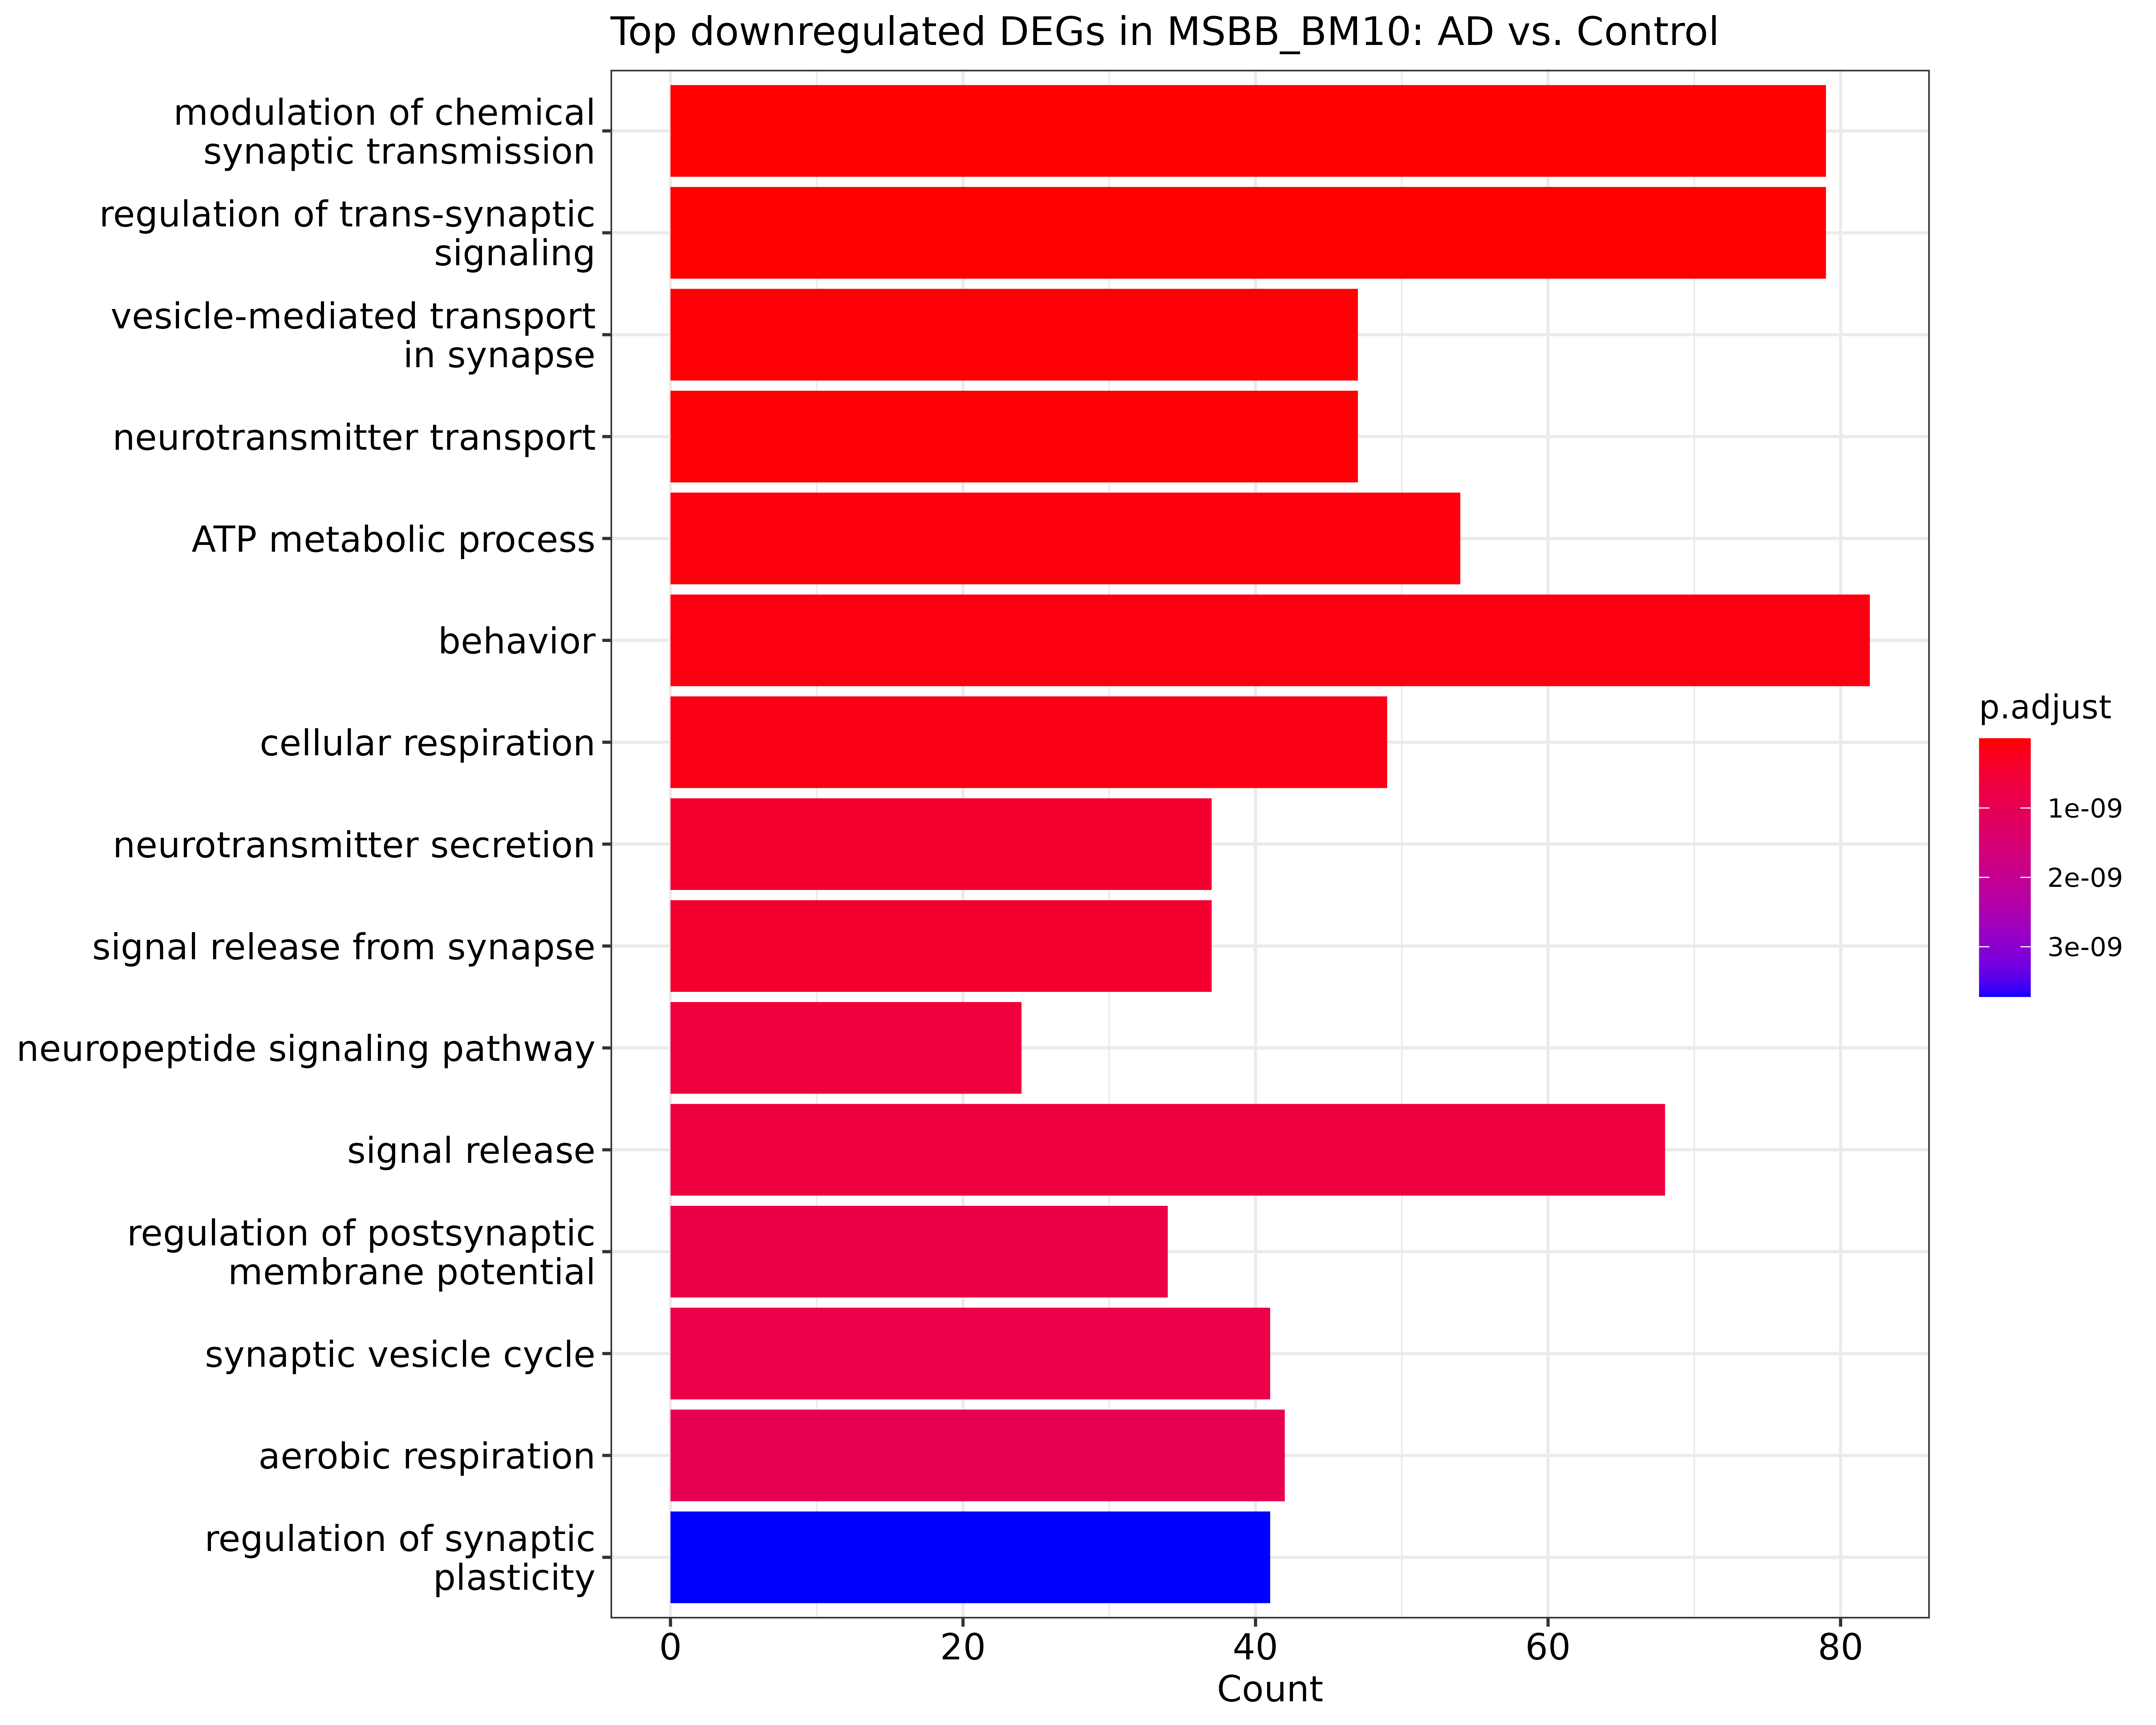 Top downregulated DEGs in MSBB_BM10: AD vs. Control
modulation of chemical
synaptic transmission
regulation of trans-synaptic
signaling
vesicle-mediated transport
in synapse
neurotransmitter transport
ATP metabolic process
behavior
cellular respiration
neurotransmitter secretion
signal release from synapse
neuropeptide signaling pathway
signal release
regulation of postsynaptic
membrane potential
synaptic vesicle cycle
aerobic respiration
regulation of synaptic
plasticity
0 20 40 60 80
Count
p.adjust
1e-09
2e-09
3e-09